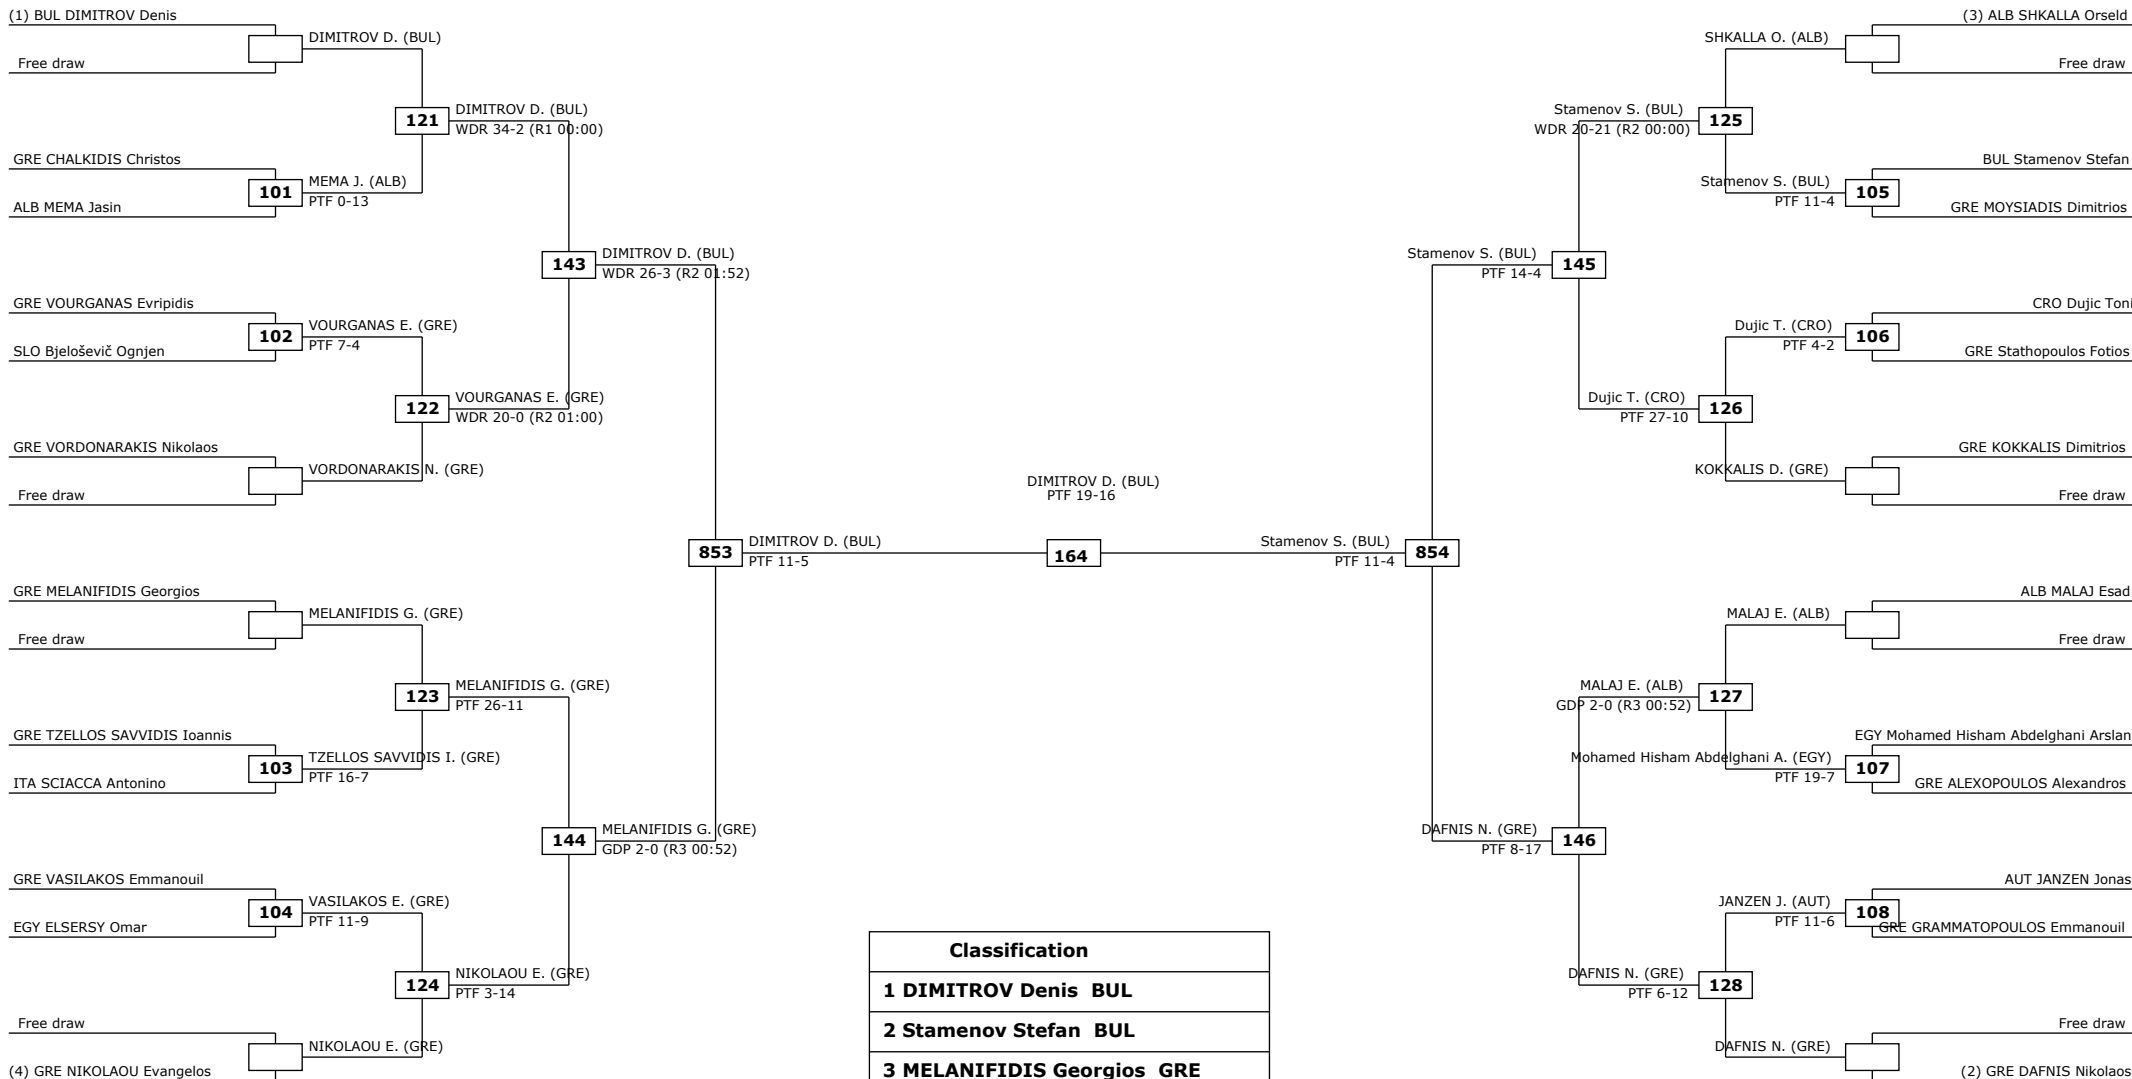 (1) BUL DIMITROV Denis
DIMITROV D. (BUL)
Free draw
121
DIMITROV D. (BUL)
WDR 34-2 (R1 00:00)
GRE CHALKIDIS Christos
101
MEMA J. (ALB)
PTF 0-13
ALB MEMA Jasin
143
DIMITROV D. (BUL)
WDR 26-3 (R2 01:52)
GRE VOURGANAS Evripidis
102
VOURGANAS E. (GRE)
PTF 7-4
SLO Bjeloševič Ognjen
122
VOURGANAS E. (GRE)
WDR 20-0 (R2 01:00)
GRE VORDONARAKIS Nikolaos
VORDONARAKIS N. (GRE)
Free draw
853
DIMITROV D. (BUL)
PTF 11-5
GRE MELANIFIDIS Georgios
MELANIFIDIS G. (GRE)
Free draw
123
MELANIFIDIS G. (GRE)
PTF 26-11
GRE TZELLOS SAVVIDIS Ioannis
103
TZELLOS SAVVIDIS I. (GRE)
PTF 16-7
ITA SCIACCA Antonino
144
MELANIFIDIS G. (GRE)
GDP 2-0 (R3 00:52)
GRE VASILAKOS Emmanouil
104
VASILAKOS E. (GRE)
PTF 11-9
EGY ELSERSY Omar
124
NIKOLAOU E. (GRE)
PTF 3-14
Free draw
NIKOLAOU E. (GRE)
(4) GRE NIKOLAOU Evangelos
DIMITROV D. (BUL)
PTF 19-16
164
(3) ALB SHKALLA Orseld
SHKALLA O. (ALB)
Free draw
Stamenov S. (BUL)
WDR 20-21 (R2 00:00)
125
BUL Stamenov Stefan
Stamenov S. (BUL)
PTF 11-4
105
GRE MOYSIADIS Dimitrios
Stamenov S. (BUL)
PTF 14-4
145
CRO Dujic Toni
Dujic T. (CRO)
PTF 4-2
106
GRE Stathopoulos Fotios
Dujic T. (CRO)
PTF 27-10
126
GRE KOKKALIS Dimitrios
KOKKALIS D. (GRE)
Free draw
Stamenov S. (BUL)
PTF 11-4
854
ALB MALAJ Esad
MALAJ E. (ALB)
Free draw
MALAJ E. (ALB)
GDP 2-0 (R3 00:52)
127
EGY Mohamed Hisham Abdelghani Arslan
Mohamed Hisham Abdelghani A. (EGY)
PTF 19-7
107
GRE ALEXOPOULOS Alexandros
DAFNIS N. (GRE)
PTF 8-17
146
AUT JANZEN Jonas
JANZEN J. (AUT)
PTF 11-6
108
GRE GRAMMATOPOULOS Emmanouil
DAFNIS N. (GRE)
PTF 6-12
128
Free draw
DAFNIS N. (GRE)
(2) GRE DAFNIS Nikolaos
Classification
1 DIMITROV Denis BUL
2 Stamenov Stefan BUL
3 MELANIFIDIS Georgios GRE